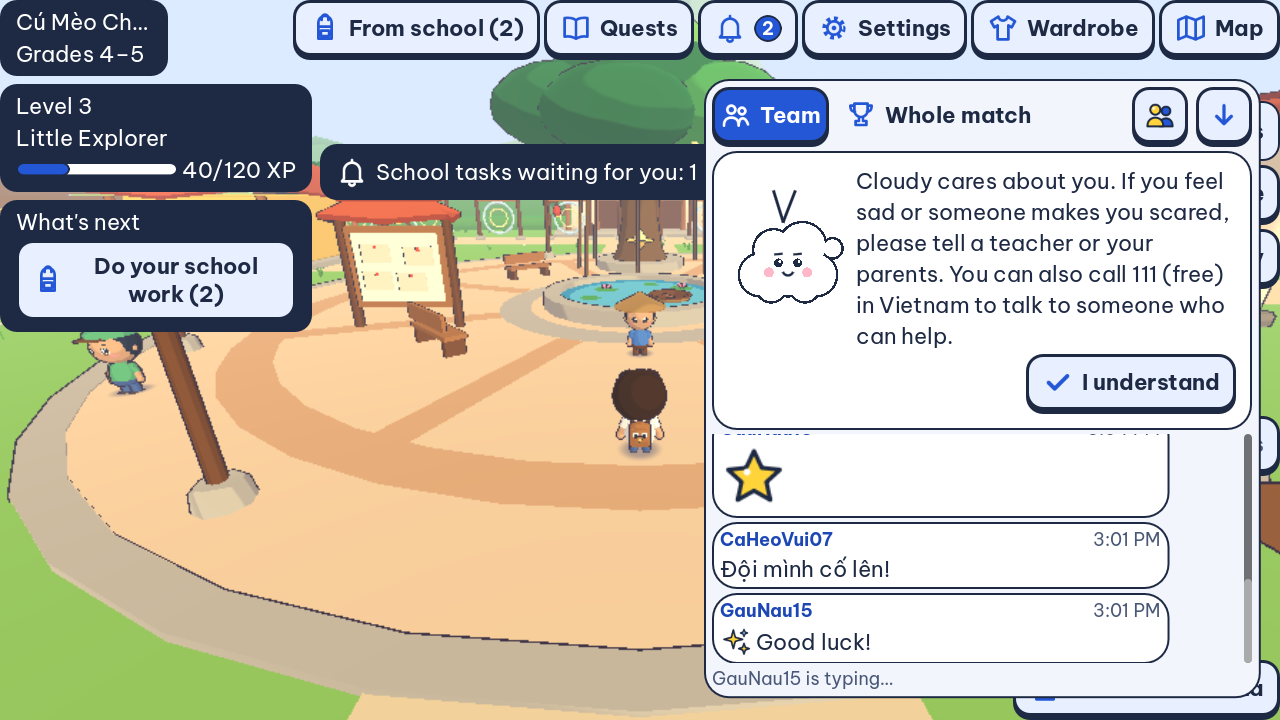 Cú Mèo Ch...
Grades 4–5
From school (2)
Quests
2
Settings
Wardrobe
Map
Level 3
Little Explorer
40/120 XP
School tasks waiting for you: 1
What's next
Do your school
work (2)
Team
Whole match
Cloudy cares about you. If you feel
sad or someone makes you scared,
please tell a teacher or your
parents. You can also call 111 (free)
in Vietnam to talk to someone who
can help.
I understand
CaHeoVui07
3:01 PM
Đội mình cố lên!
GauNau15
3:01 PM
Good luck!
GauNau15 is typing...